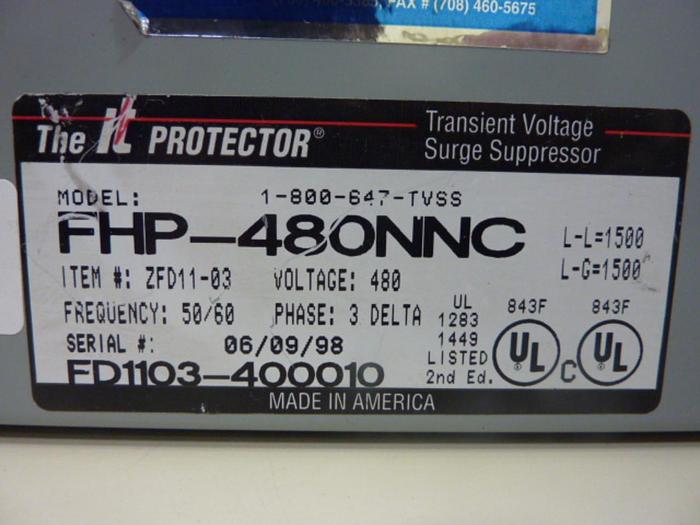 FAX # (708) 460-5675
The It PROTECTOR®
Transient Voltage
Surge Suppressor
MODEL: 1-800-647-TVSS
FHP-480NNC
L-L=1500
L-G=1500
ITEM #: ZFD11-03 VOLTAGE: 480
FREQUENCY: 50/60 PHASE: 3 DELTA
SERIAL #: 06/09/98
FD1103-400010
UL
1283
1449
LISTED
2nd Ed.
843F
UL
C
843F
UL
MADE IN AMERICA